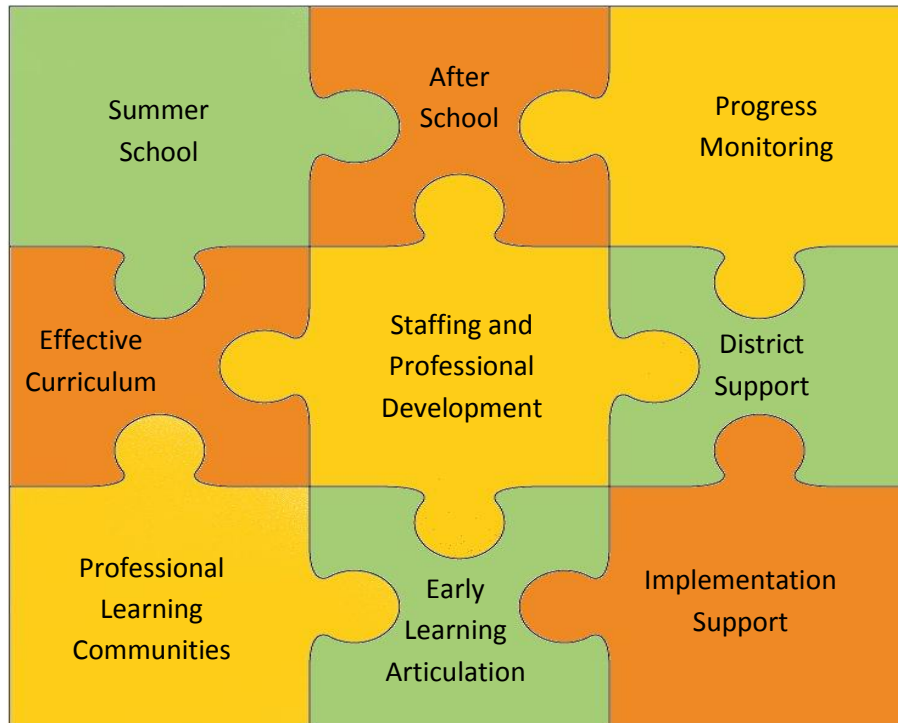 Summer
School
After
School
Progress
Monitoring
Effective
Curriculum
Staffing and
Professional
Development
District
Support
Professional
Learning
Communities
Early
Learning
Articulation
Implementation
Support